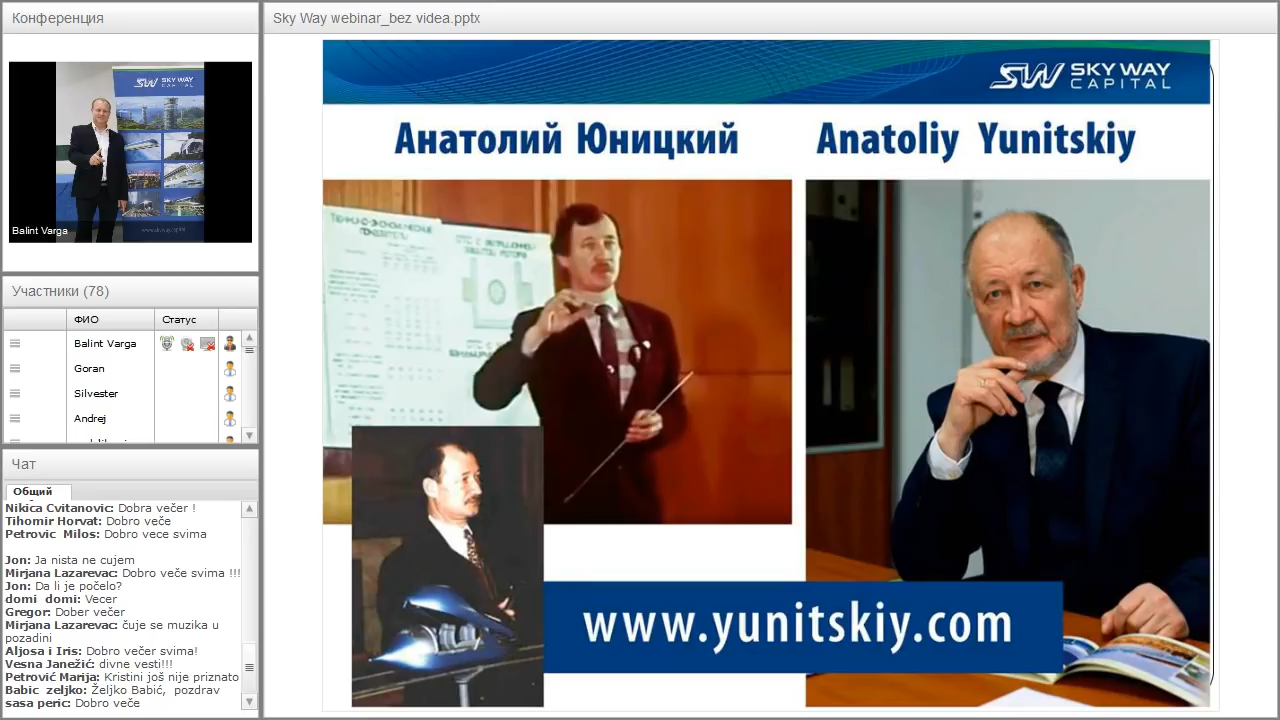 Конференция
SKY WAY
CAPITAL
Balint Varga
Участники (78)
ФИО Статус
Balint Varga
Goran
Silvester
Andrej
Чат
Общий
Nikica Cvitanovic: Dobra večer !
Tihomir Horvat: Dobro veče
Petrovic Milos: Dobro vece svima
Jon: Ja nista ne cujem
Mirjana Lazarevac: Dobro veče svima !!!
Jon: Da li je počelo?
domi domi: Vecer
Gregor: Dober večer
Mirjana Lazarevac: čuje se muzika u
pozadini
Aljosa i Iris: Dobro večer svima!
Vesna Janežić: divne vesti!!!
Petrović Marija: Kristini još nije priznato
Babic zeljko: Željko Babić, pozdrav
sasa peric: Dobro veče
Sky Way webinar_bez videa.pptx
SW SKY WAY
CAPITAL
Анатолий Юницкий Anatoliy Yunitskiy
www.yunitskiy.com